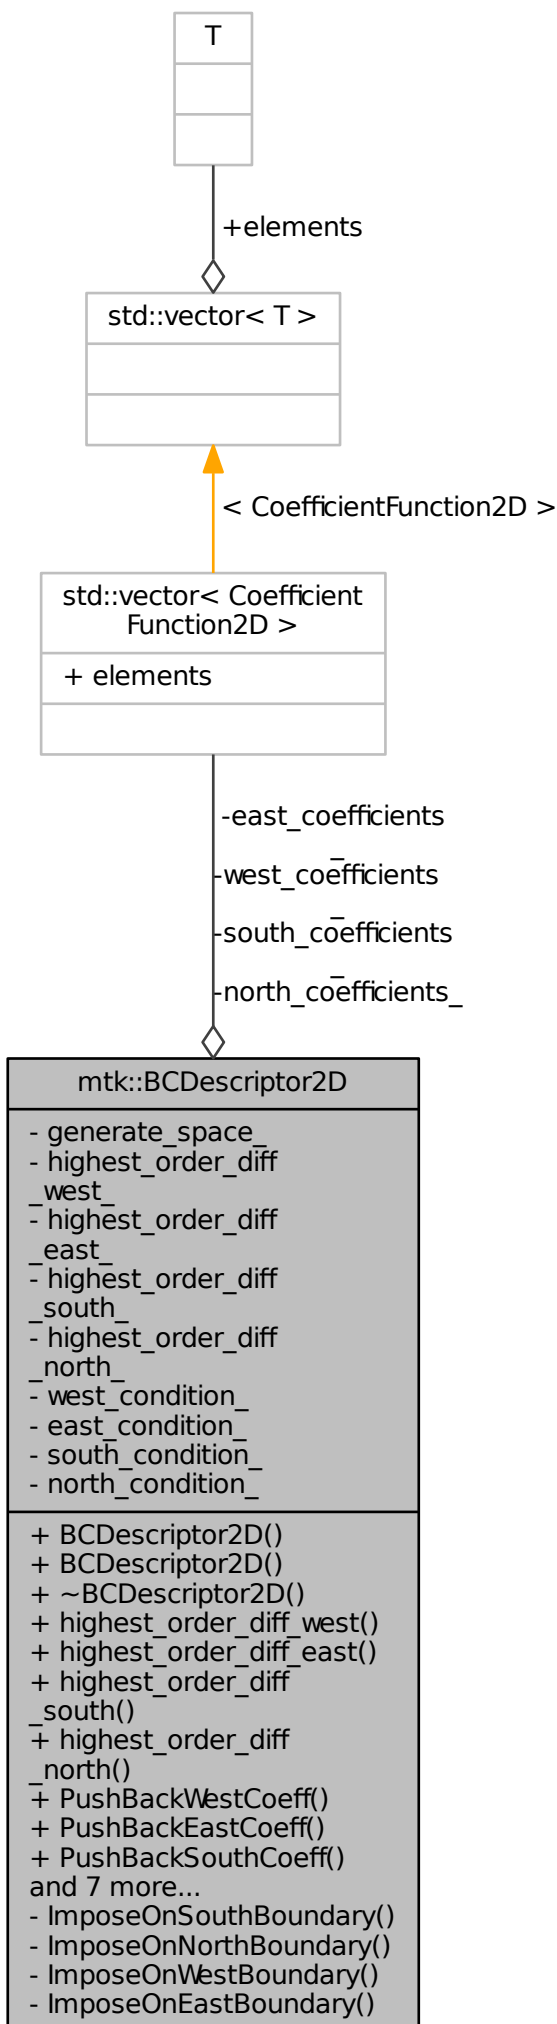 T
+elements
std::vector< T >
< CoefficientFunction2D >
std::vector< Coefficient
Function2D >
+ elements
-east_coefficients
_
-west_coefficients
_
-south_coefficients
_
-north_coefficients_
mtk::BCDescriptor2D
- generate_space_
- highest_order_diff
_west_
- highest_order_diff
_east_
- highest_order_diff
_south_
- highest_order_diff
_north_
- west_condition_
- east_condition_
- south_condition_
- north_condition_
+ BCDescriptor2D()
+ BCDescriptor2D()
+ ~BCDescriptor2D()
+ highest_order_diff_west()
+ highest_order_diff_east()
+ highest_order_diff
_south()
+ highest_order_diff
_north()
+ PushBackWestCoeff()
+ PushBackEastCoeff()
+ PushBackSouthCoeff()
and 7 more...
- ImposeOnSouthBoundary()
- ImposeOnNorthBoundary()
- ImposeOnWestBoundary()
- ImposeOnEastBoundary()